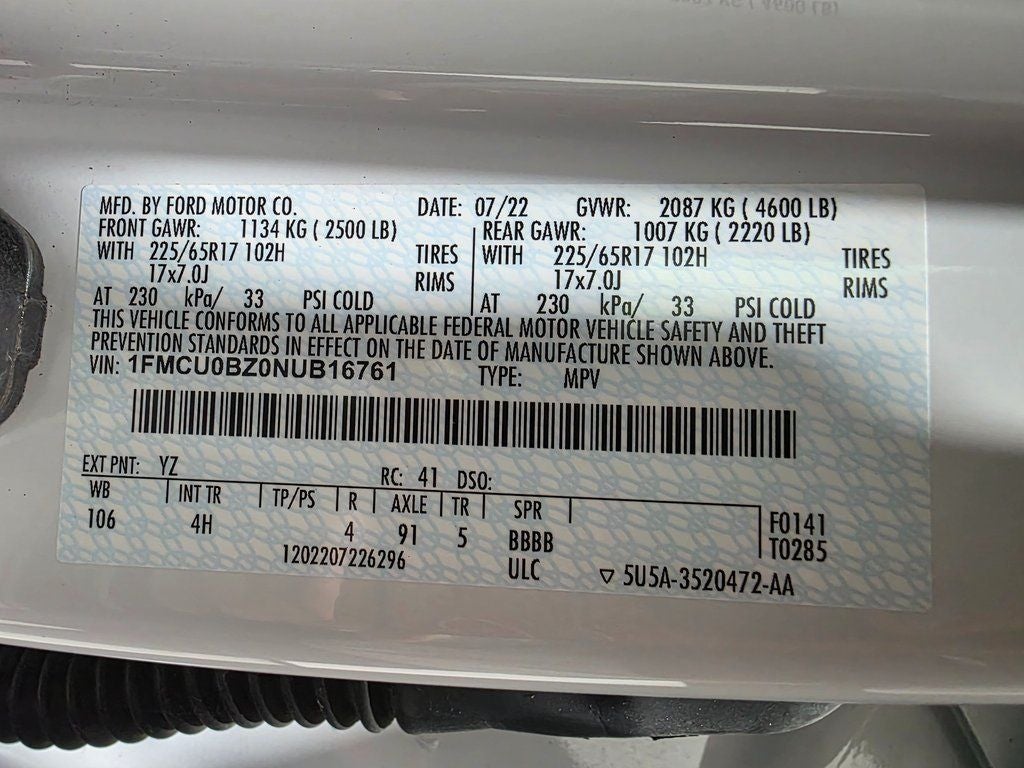 MFD. BY FORD MOTOR CO. DATE: 07/22 GVWR: 2087 KG ( 4600 LB)
FRONT GAWR: 1134 KG ( 2500 LB) REAR GAWR: 1007 KG ( 2220 LB)
WITH 225/65R17 102H TIRES WITH 225/65R17 102H TIRES
17x7.0J RIMS 17x7.0J RIMS
AT 230 kPa/ 33 PSI COLD AT 230 kPa/ 33 PSI COLD
THIS VEHICLE CONFORMS TO ALL APPLICABLE FEDERAL MOTOR VEHICLE SAFETY AND THEFT
PREVENTION STANDARDS IN EFFECT ON THE DATE OF MANUFACTURE SHOWN ABOVE.
VIN: 1FMCU0BZ0NUB16761 TYPE: MPV
EXT PNT: YZ RC: 41 DSO:
WB INT TR TP/PS R AXLE TR SPR
106 4H 4 91 5 BBBB F0141
T0285
1202207226296 ULC 5U5A-3520472-AA